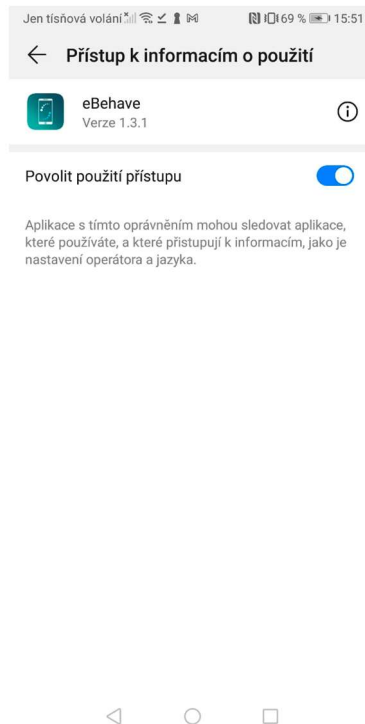 Jen tísňová volání 69 % 15:51
Přístup k informacím o použití
eBehave
Verze 1.3.1
Povolit použití přístupu
Aplikace s tímto oprávněním mohou sledovat aplikace,
které používáte, a které přistupují k informacím, jako je
nastavení operátora a jazyka.